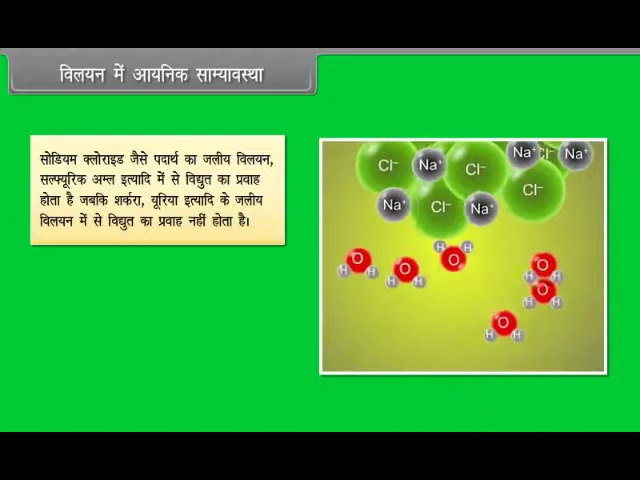 विलयन में आयनिक साम्यावस्था
सोडियम क्लोराइड जैसे पदार्थ का जलीय विलयन,
सल्फ्यूरिक अम्ल इत्यादि में से विद्युत का प्रवाह
होता है जबकि शर्करा, यूरिया इत्यादि के जलीय
विलयन में से विद्युत का प्रवाह नहीं होता है।
Cl⁻ Na⁺ Cl⁻ Na⁺ Cl⁻ Na⁺
Na⁺ Cl⁻ Na⁺ Cl⁻
H O H
H O H
H H O
O H H
O H H
O H H